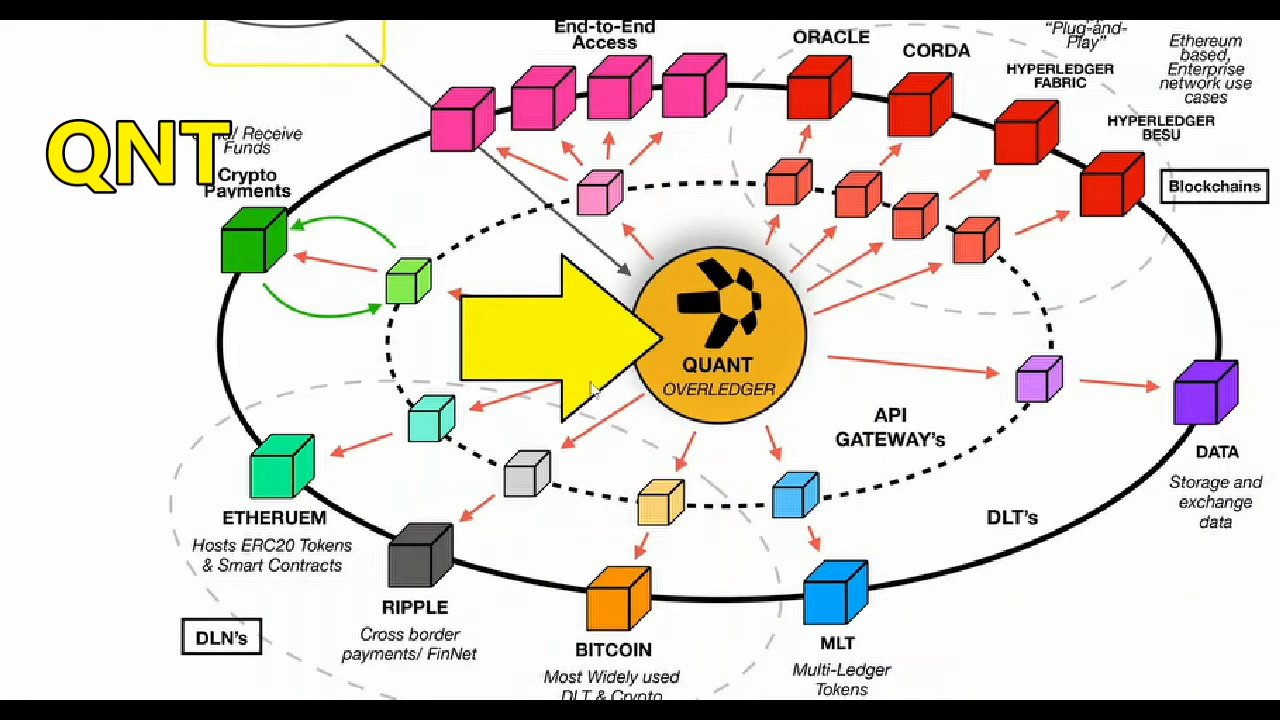 End-to-End
Access
ORACLE
CORDA
"Plug-and-
Play"
HYPERLEDGER
FABRIC
Ethereum
based,
Enterprise
network use
cases
HYPERLEDGER
BESU
Blockchains
QNT
/ Receive
Funds
Crypto
Payments
QUANT
OVERLEDGER
API
GATEWAY's
DATA
Storage and
exchange
data
DLT's
ETHERUEM
Hosts ERC20 Tokens
& Smart Contracts
RIPPLE
Cross border
payments/ FinNet
DLN's
BITCOIN
Most Widely used
DLT & Crypto
MLT
Multi-Ledger
Tokens